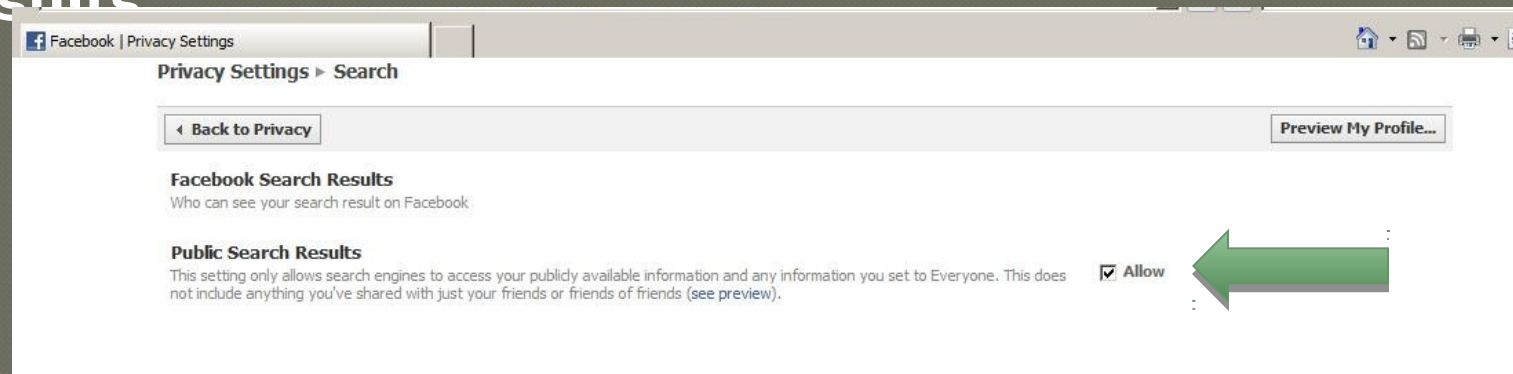 Facebook | Privacy Settings
Privacy Settings ▸ Search
Back to Privacy
Preview My Profile...
Facebook Search Results
Who can see your search result on Facebook
Public Search Results
This setting only allows search engines to access your publicly available information and any information you set to Everyone. This does
not include anything you've shared with just your friends or friends of friends (see preview).
Allow